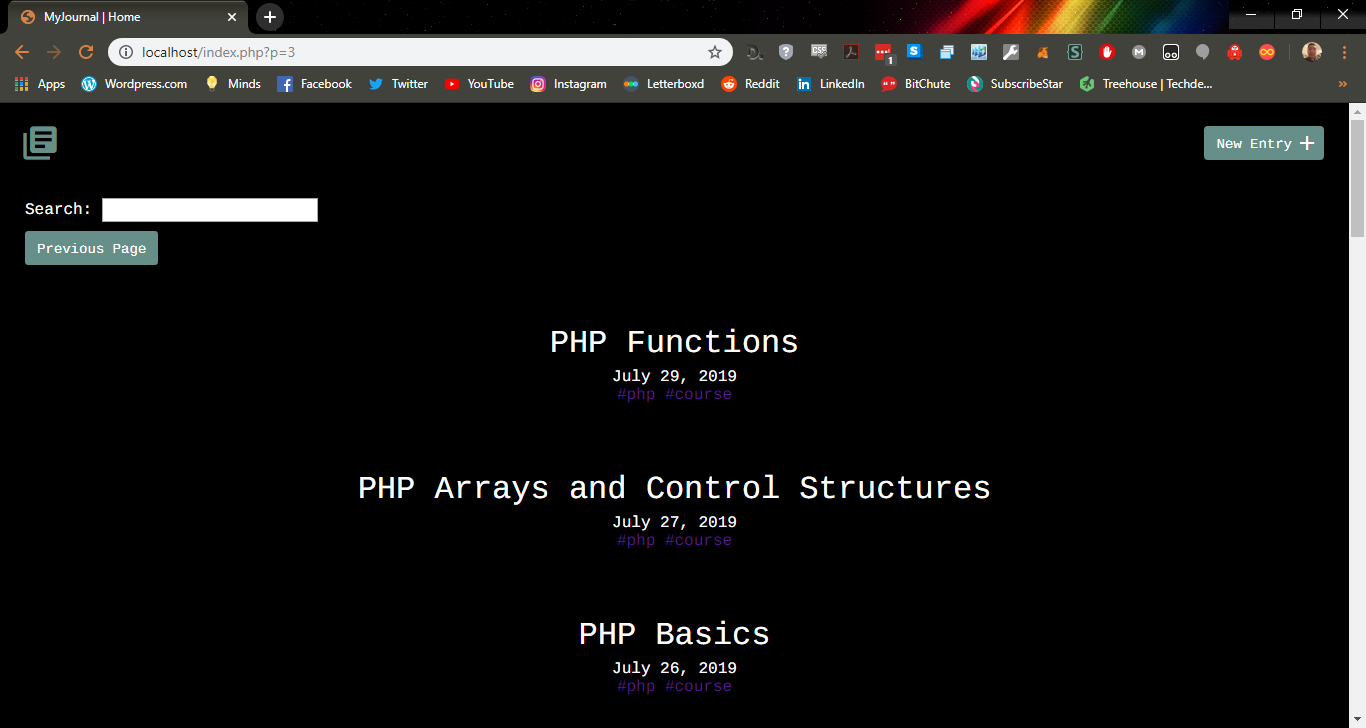 MyJournal | Home
localhost/index.php?p=3
CSS
1
S
S
M
Apps Wordpress.com Minds Facebook Twitter YouTube Instagram Letterboxd Reddit LinkedIn BitChute SubscribeStar Treehouse | Techde...
New Entry
Search:
Previous Page
PHP Functions
July 29, 2019
#php #course
PHP Arrays and Control Structures
July 27, 2019
#php #course
PHP Basics
July 26, 2019
#php #course